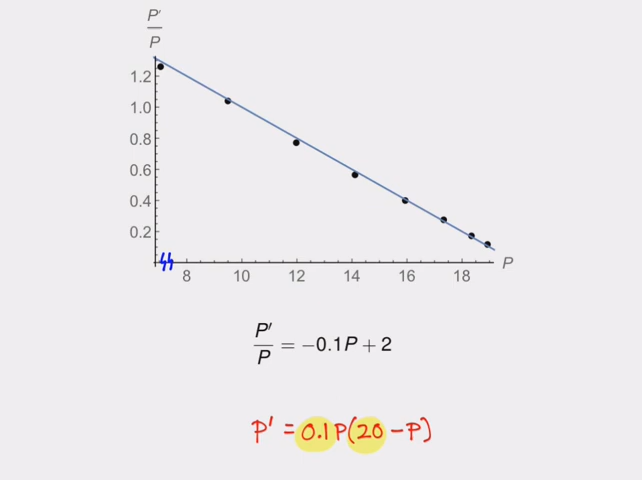 P'
P
1.2
1.0
0.8
0.6
0.4
0.2
8 10 12 14 16 18 P
P'/P = −0.1P + 2
P' = 0.1P(20 − P)